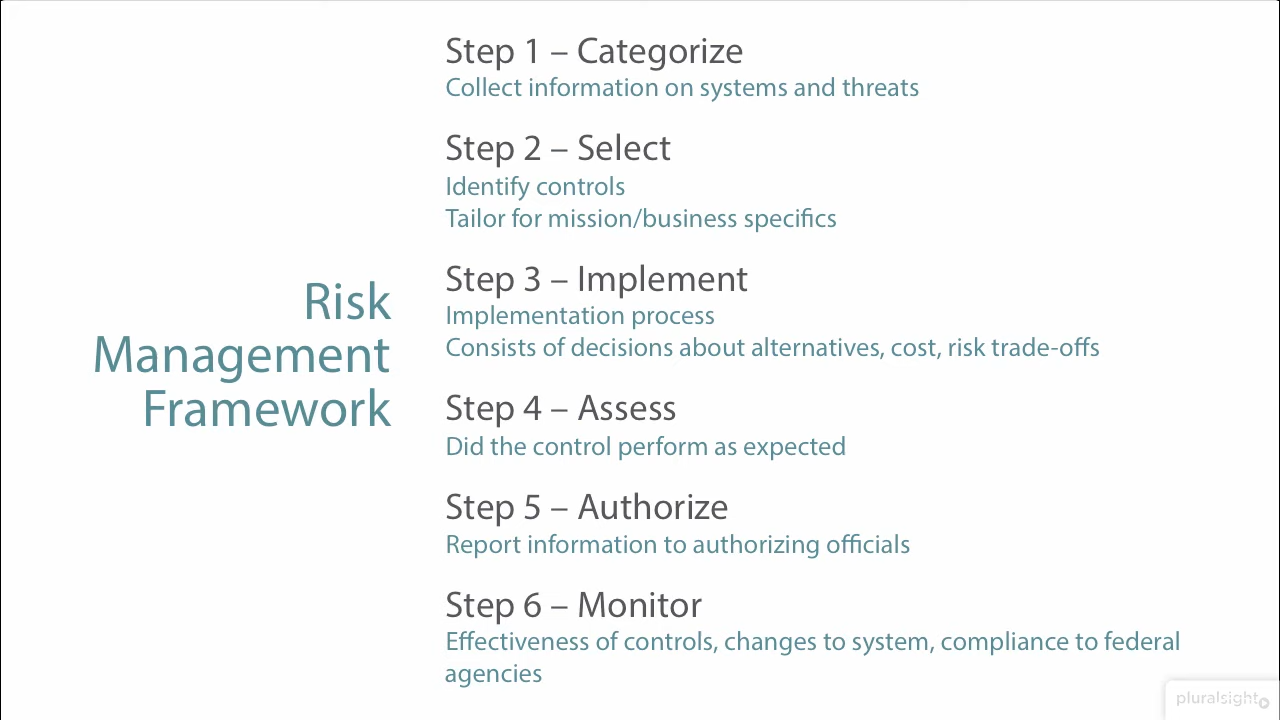 Risk
Management
Framework
Step 1 – Categorize
Collect information on systems and threats
Step 2 – Select
Identify controls
Tailor for mission/business specifics
Step 3 – Implement
Implementation process
Consists of decisions about alternatives, cost, risk trade-offs
Step 4 – Assess
Did the control perform as expected
Step 5 – Authorize
Report information to authorizing officials
Step 6 – Monitor
Effectiveness of controls, changes to system, compliance to federal
agencies
pluralsight